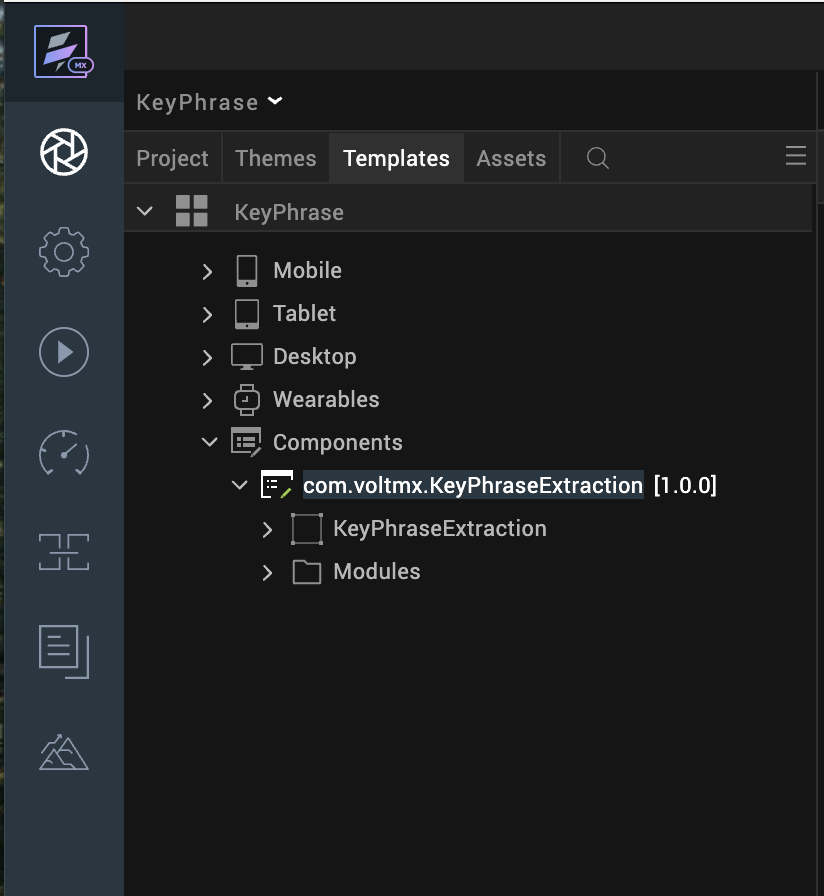 MX
KeyPhrase
Project Themes Templates Assets
KeyPhrase
Mobile
Tablet
Desktop
Wearables
Components
com.voltmx.KeyPhraseExtraction [1.0.0]
KeyPhraseExtraction
Modules